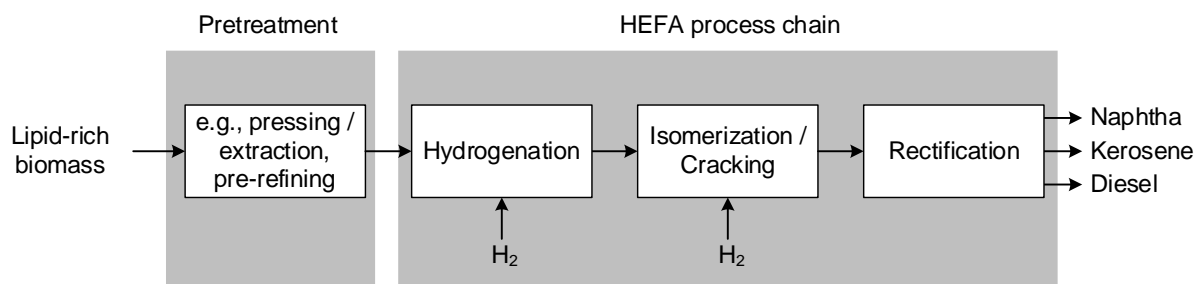 Pretreatment
HEFA process chain
Lipid-rich
biomass
e.g., pressing /
extraction,
pre-refining
Hydrogenation
Isomerization /
Cracking
Rectification
Naphtha
Kerosene
Diesel
H₂
H₂